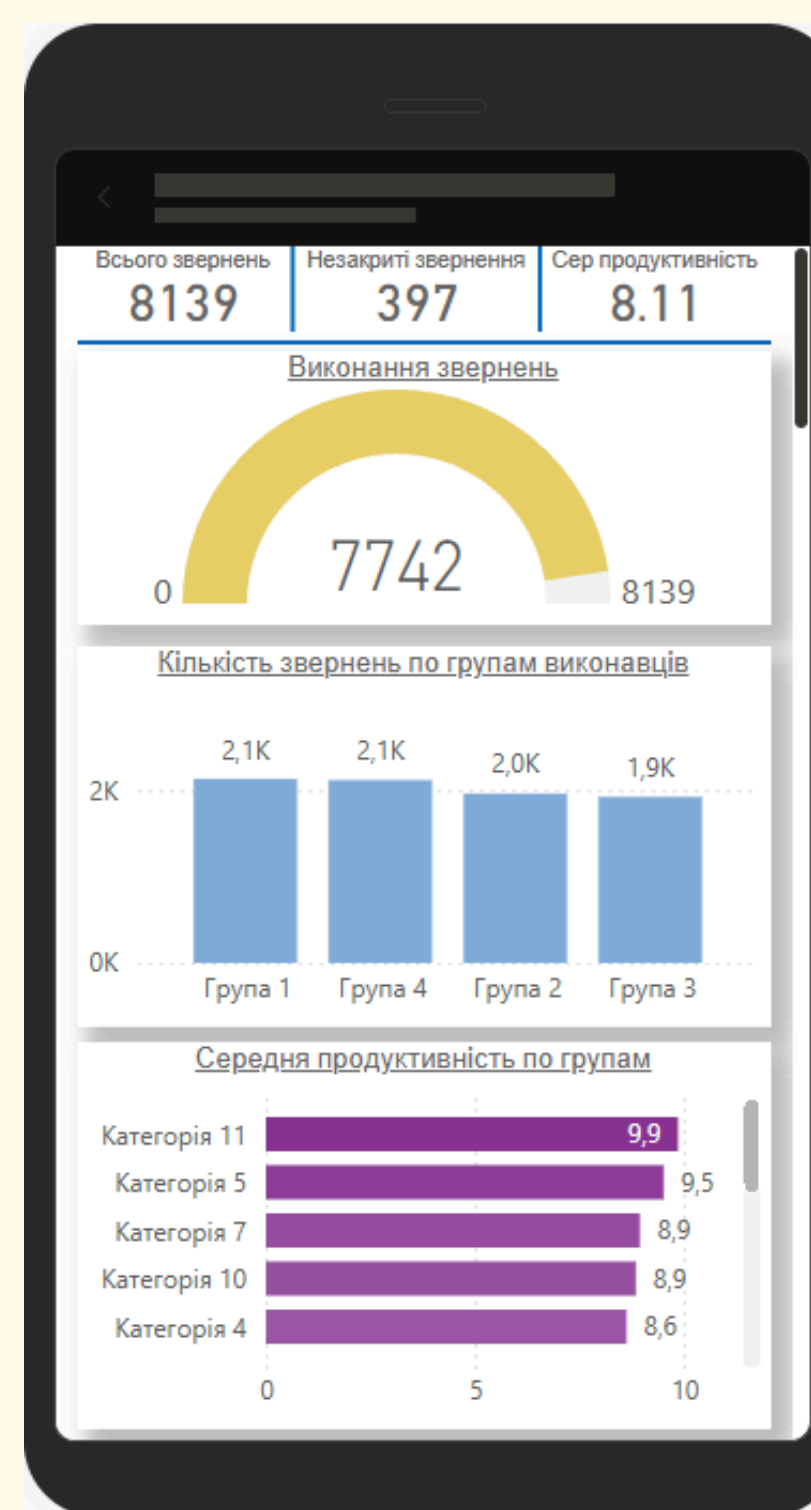 Всього звернень Незакриті звернення Сер продуктивність
8139 397 8.11
Виконання звернень
7742
0 8139
Кількість звернень по групам виконавців
2,1K 2,1K 2,0K 1,9K
2K
0K
Група 1 Група 4 Група 2 Група 3
Середня продуктивність по групам
Категорія 11 9,9
Категорія 5 9,5
Категорія 7 8,9
Категорія 10 8,9
Категорія 4 8,6
0 5 10